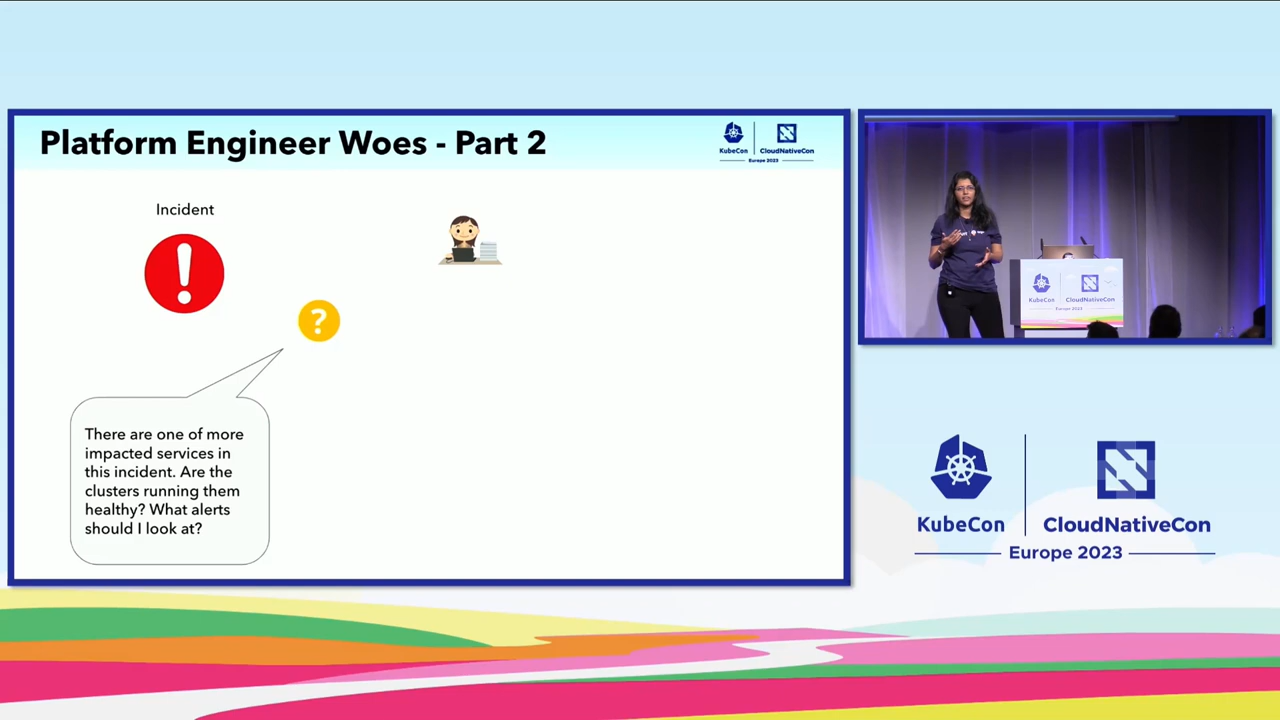 Platform Engineer Woes - Part 2
KubeCon
CloudNativeCon
Europe 2023
Incident
!
?
There are one of more
impacted services in
this incident. Are the
clusters running them
healthy? What alerts
should I look at?
KubeCon
CloudNativeCon
Europe 2023
KubeCon
CloudNativeCon
Europe 2023